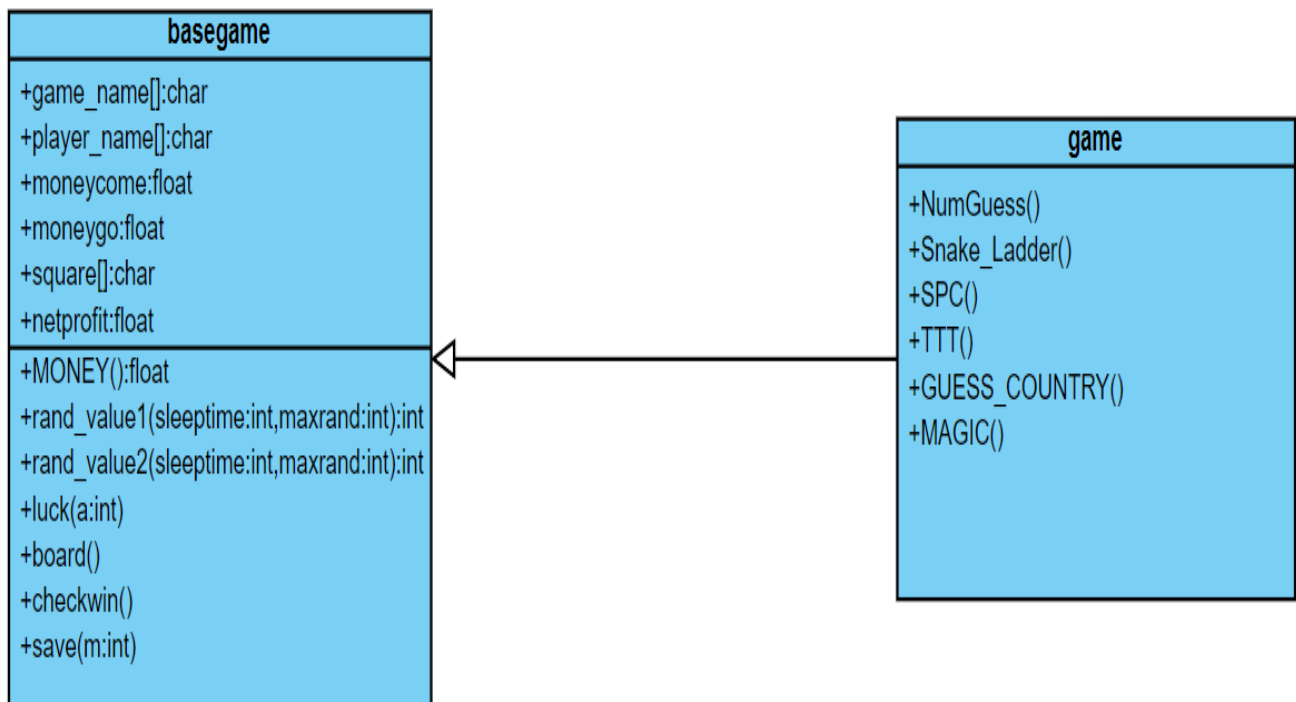 basegame
+game_name[]:char
+player_name[]:char
+moneycome:float
+moneygo:float
+square[]:char
+netprofit:float
+MONEY():float
+rand_value1(sleeptime:int,maxrand:int):int
+rand_value2(sleeptime:int,maxrand:int):int
+luck(a:int)
+board()
+checkwin()
+save(m:int)
game
+NumGuess()
+Snake_Ladder()
+SPC()
+TTT()
+GUESS_COUNTRY()
+MAGIC()